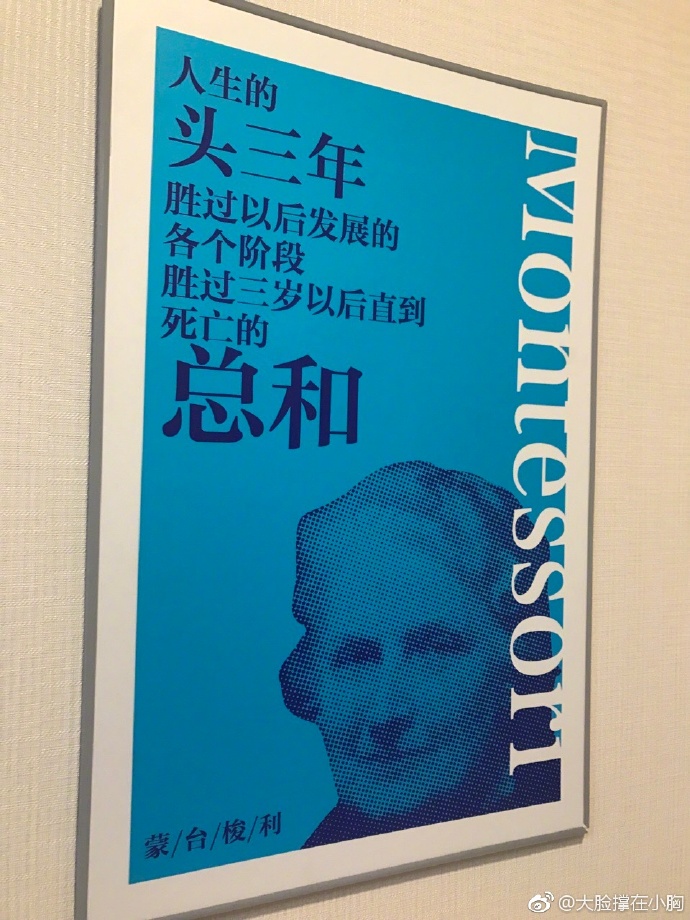 人生的
头三年
胜过以后发展的
各个阶段
胜过三岁以后直到
死亡的
总和
Montessori
蒙/台/梭/利
@大脸撑在小胸